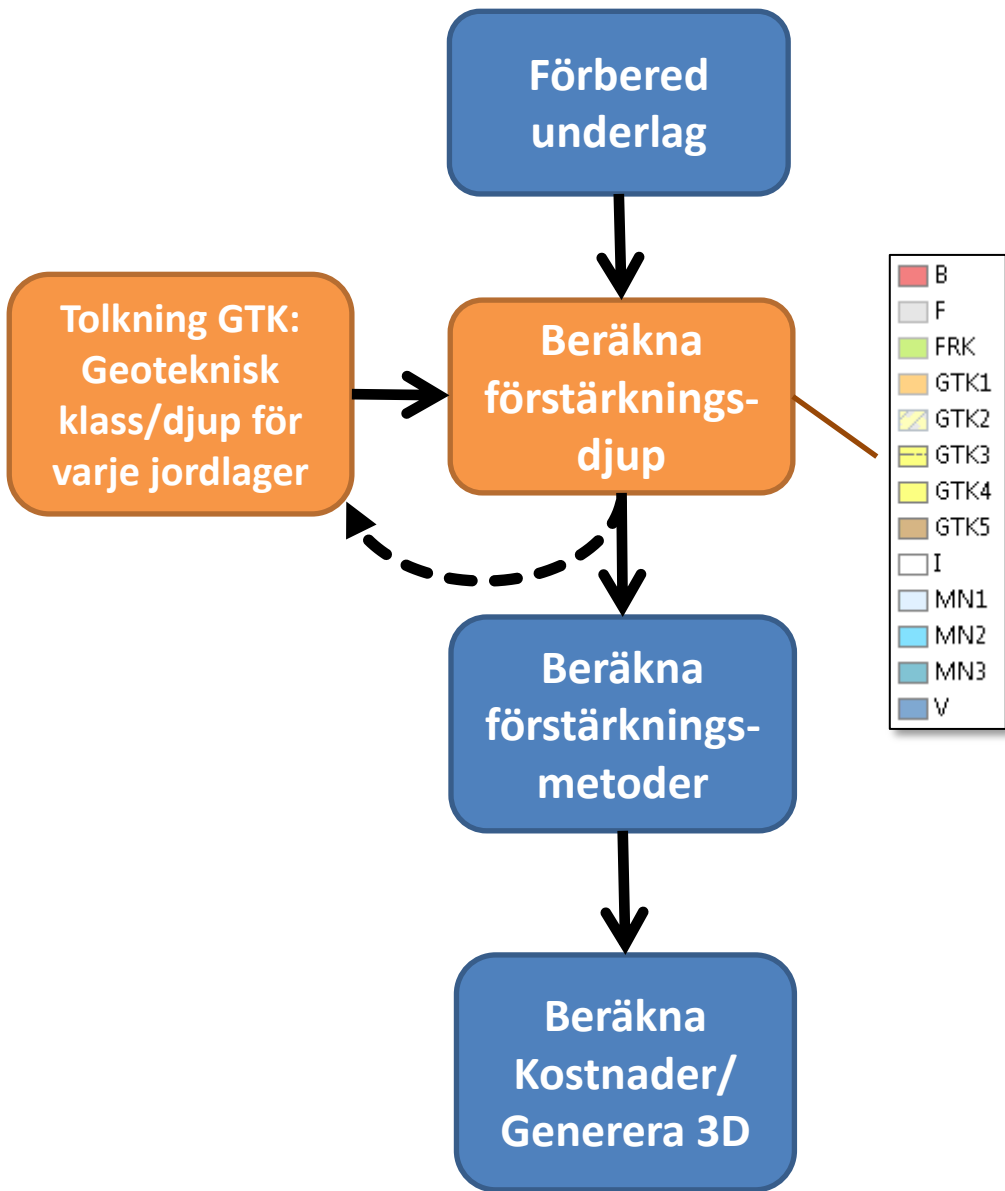 Förbered
underlag
Tolkning GTK:
Geoteknisk
klass/djup för
varje jordlager
Beräkna
förstärknings-
djup
B
F
FRK
GTK1
GTK2
GTK3
GTK4
GTK5
I
MN1
MN2
MN3
V
Beräkna
förstärknings-
metoder
Beräkna
Kostnader/
Generera 3D